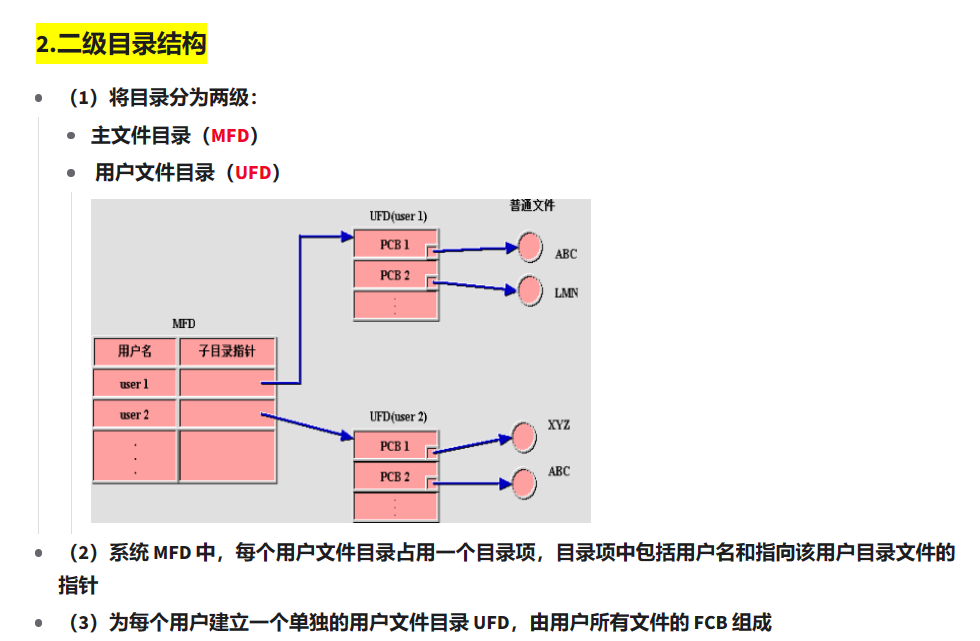 2.二级目录结构
（1）将目录分为两级：
主文件目录（MFD）
用户文件目录（UFD）
普通文件
UFD(user 1)
PCB 1
ABC
PCB 2
LMN
MFD
用户名 子目录指针
user 1
user 2
UFD(user 2)
XYZ
PCB 1
ABC
PCB 2
（2）系统 MFD 中，每个用户文件目录占用一个目录项，目录项中包括用户名和指向该用户目录文件的
指针
（3）为每个用户建立一个单独的用户文件目录 UFD，由用户所有文件的 FCB 组成